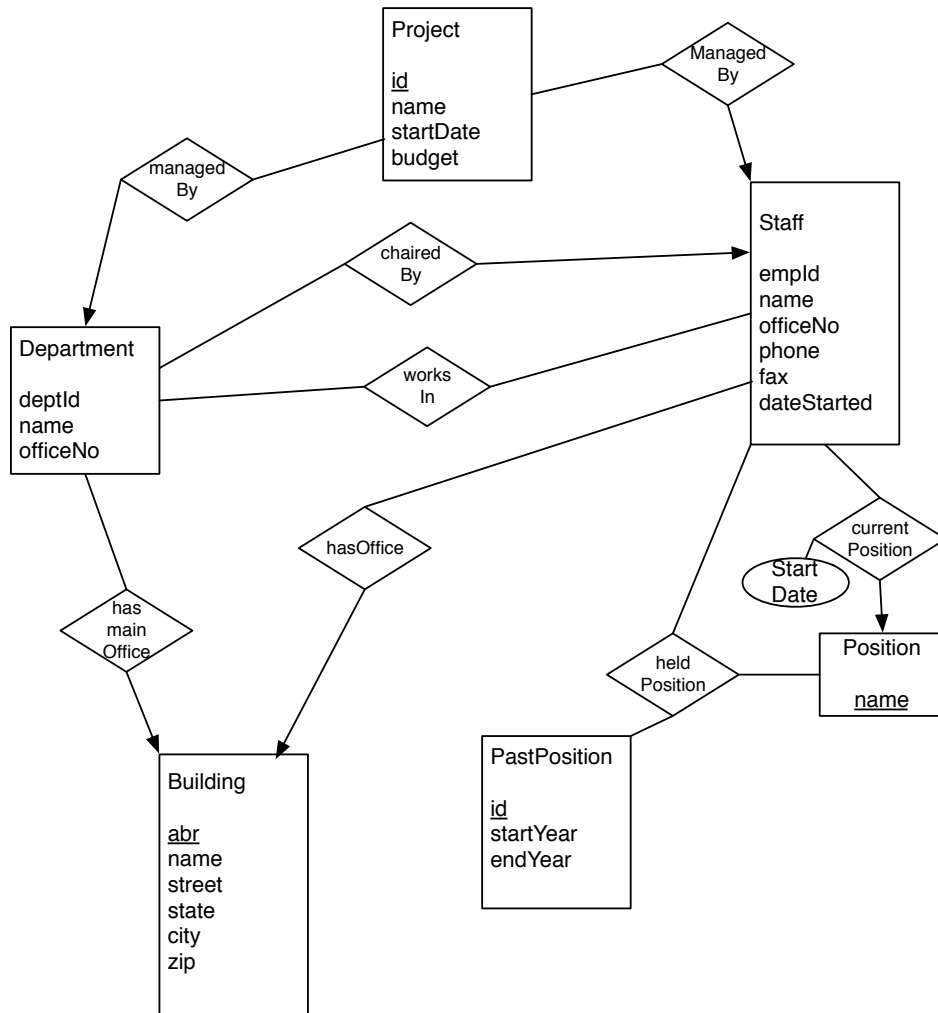 Project
id
name
startDate
budget
Managed
By
managed
By
Staff
empId
name
officeNo
phone
fax
dateStarted
chaired
By
Department
deptId
name
officeNo
works
In
hasOffice
current
Position
Start
Date
has
main
Office
held
Position
Position
name
PastPosition
id
startYear
endYear
Building
abr
name
street
state
city
zip